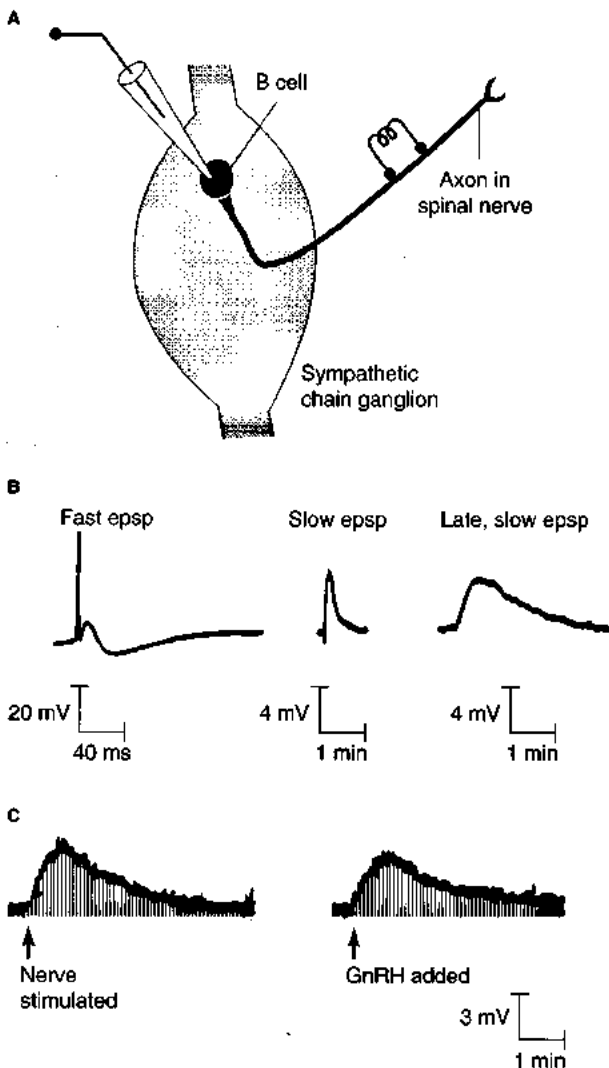 A
B cell
Axon in
spinal nerve
Sympathetic
chain ganglion
B
Fast epsp
Slow epsp
Late, slow epsp
20 mV
40 ms
4 mV
1 min
4 mV
1 min
C
Nerve
stimulated
GnRH added
3 mV
1 min